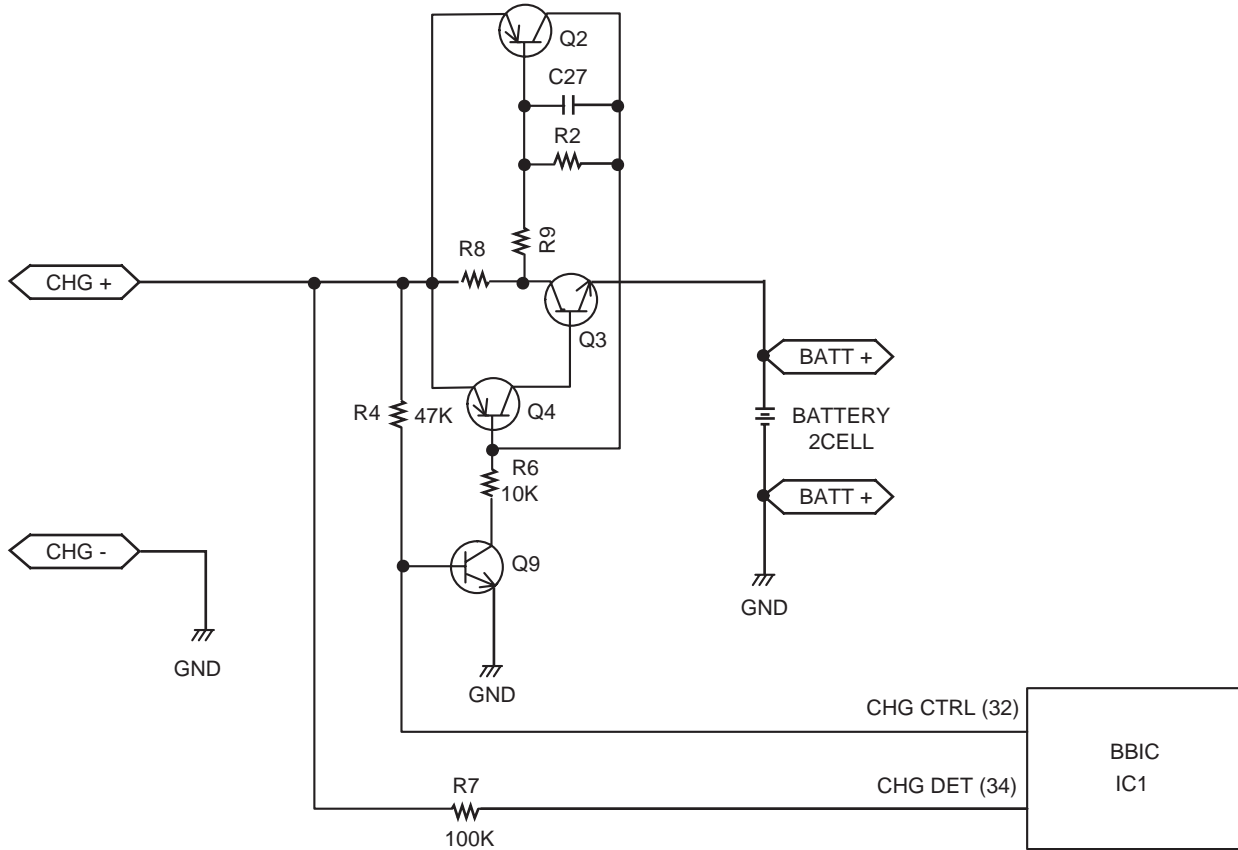 Q2
C27
R2
R9
R8
CHG +
Q3
BATT +
R4
47K
Q4
BATTERY
2CELL
R6
10K
BATT +
CHG -
Q9
GND
GND
GND
CHG CTRL (32)
BBIC
IC1
CHG DET (34)
R7
100K